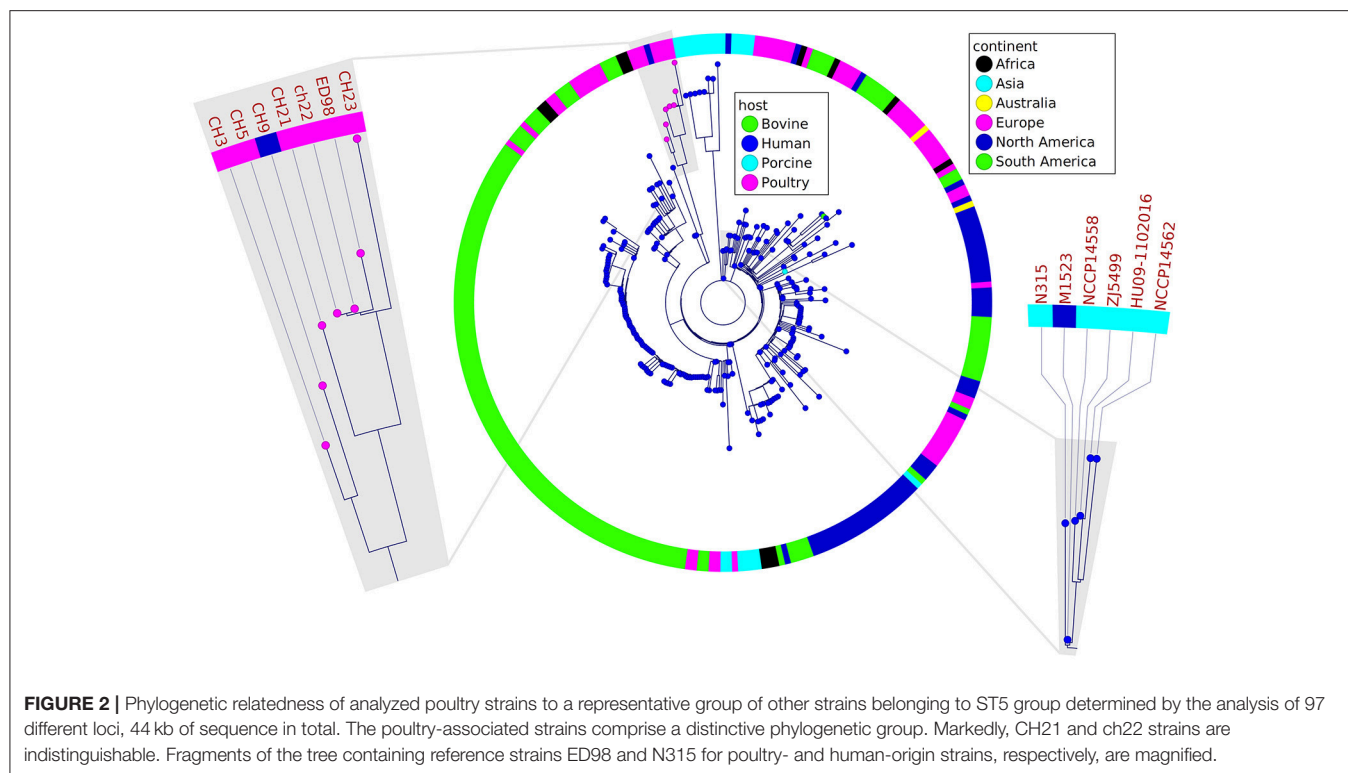 CH3
CH5
CH9
CH21
ch22
ED98
CH23
host
Bovine
Human
Porcine
Poultry
continent
Africa
Asia
Australia
Europe
North America
South America
N315
M1523
NCCP14558
ZJ5499
HU09-1102016
NCCP14562
FIGURE 2 | Phylogenetic relatedness of analyzed poultry strains to a representative group of other strains belonging to ST5 group determined by the analysis of 97
different loci, 44 kb of sequence in total. The poultry-associated strains comprise a distinctive phylogenetic group. Markedly, CH21 and ch22 strains are
indistinguishable. Fragments of the tree containing reference strains ED98 and N315 for poultry- and human-origin strains, respectively, are magnified.